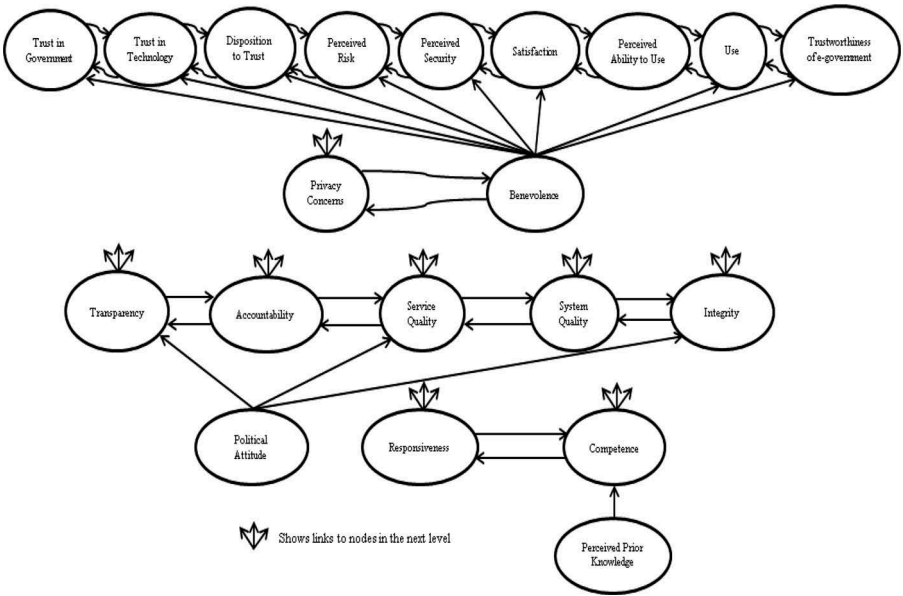 Trust in
Government
Trust in
Technology
Disposition
to Trust
Perceived
Risk
Perceived
Security
Satisfaction
Perceived
Ability to Use
Use
Trustworthiness
of e-government
Privacy
Concerns
Benevolence
Transparency
Accountability
Service
Quality
System
Quality
Integrity
Political
Attitude
Responsiveness
Competence
Shows links to nodes in the next level
Perceived Prior
Knowledge